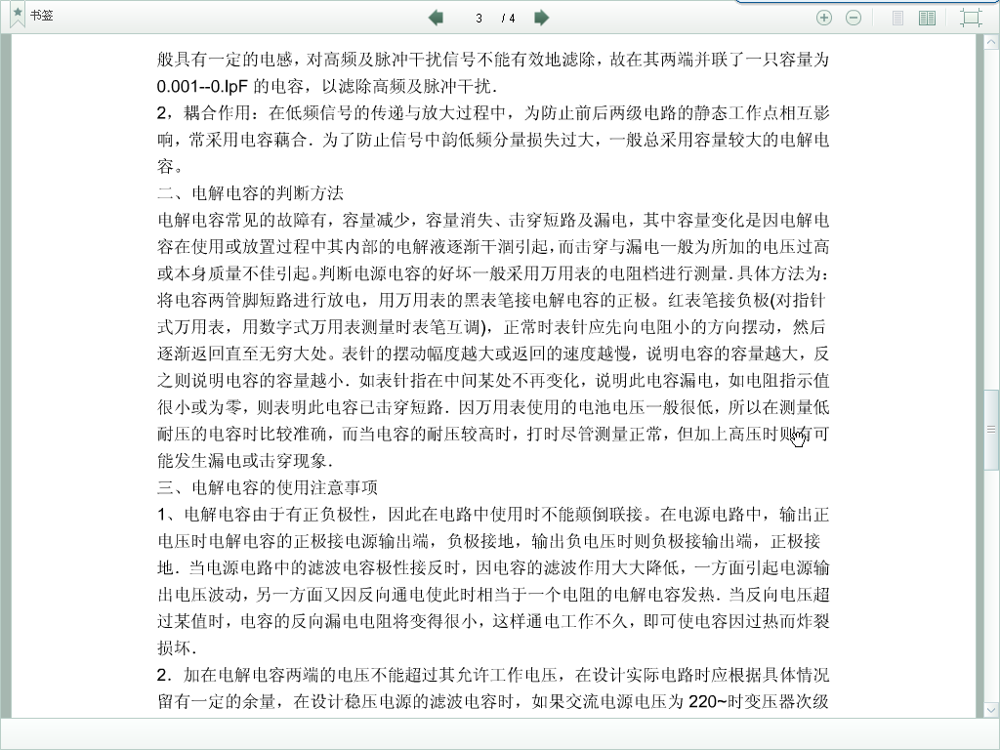 书签
3 / 4
般具有一定的电感，对高频及脉冲干扰信号不能有效地滤除，故在其两端并联了一只容量为
0.001--0.lpF 的电容，以滤除高频及脉冲干扰．
2，耦合作用：在低频信号的传递与放大过程中，为防止前后两级电路的静态工作点相互影
响，常采用电容藕合．为了防止信号中韵低频分量损失过大，一般总采用容量较大的电解电
容。
二、电解电容的判断方法
电解电容常见的故障有，容量减少，容量消失、击穿短路及漏电，其中容量变化是因电解电
容在使用或放置过程中其内部的电解液逐渐干涸引起，而击穿与漏电一般为所加的电压过高
或本身质量不佳引起。判断电源电容的好坏一般采用万用表的电阻档进行测量．具体方法为：
将电容两管脚短路进行放电，用万用表的黑表笔接电解电容的正极。红表笔接负极(对指针
式万用表，用数字式万用表测量时表笔互调)，正常时表针应先向电阻小的方向摆动，然后
逐渐返回直至无穷大处。表针的摆动幅度越大或返回的速度越慢，说明电容的容量越大，反
之则说明电容的容量越小．如表针指在中间某处不再变化，说明此电容漏电，如电阻指示值
很小或为零，则表明此电容已击穿短路．因万用表使用的电池电压一般很低，所以在测量低
耐压的电容时比较准确，而当电容的耐压较高时，打时尽管测量正常，但加上高压时则有可
能发生漏电或击穿现象．
三、电解电容的使用注意事项
1、电解电容由于有正负极性，因此在电路中使用时不能颠倒联接。在电源电路中，输出正
电压时电解电容的正极接电源输出端，负极接地，输出负电压时则负极接输出端，正极接
地．当电源电路中的滤波电容极性接反时，因电容的滤波作用大大降低，一方面引起电源输
出电压波动，另一方面又因反向通电使此时相当于一个电阻的电解电容发热．当反向电压超
过某值时，电容的反向漏电电阻将变得很小，这样通电工作不久，即可使电容因过热而炸裂
损坏．
2．加在电解电容两端的电压不能超过其允许工作电压，在设计实际电路时应根据具体情况
留有一定的余量，在设计稳压电源的滤波电容时，如果交流电源电压为 220~时变压器次级